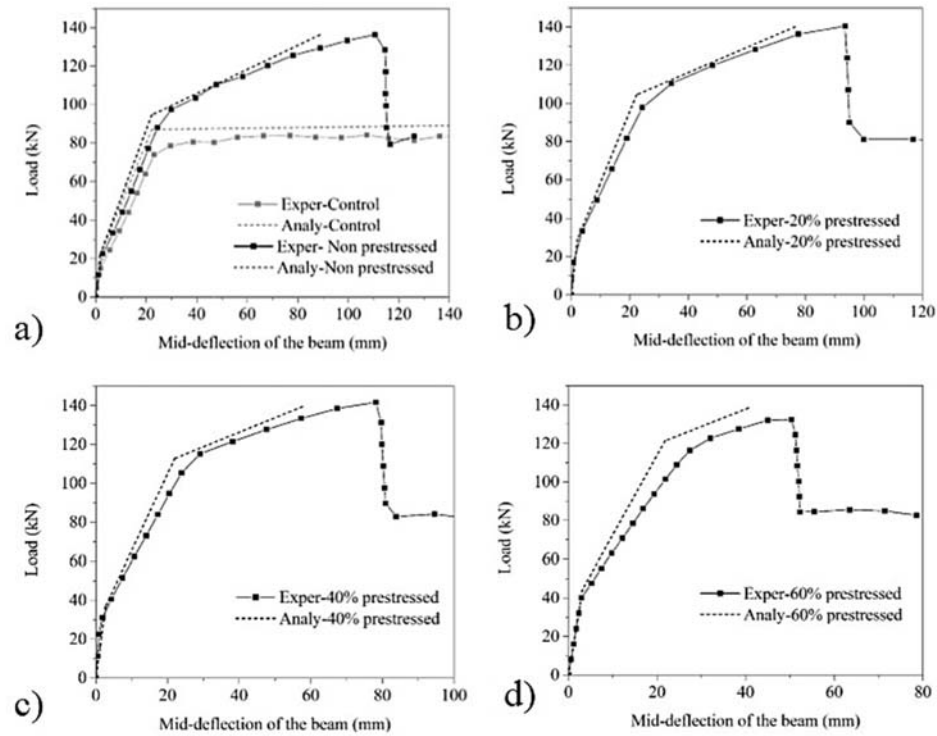 140
120
100
80
60
40
20
0
Load (kN)
Exper-Control
Analy-Control
Exper- Non prestressed
Analy-Non prestressed
0 20 40 60 80 100 120 140
a)
Mid-deflection of the beam (mm)
140
120
100
80
60
40
20
0
Load (kN)
Exper-20% prestressed
Analy-20% prestressed
0 20 40 60 80 100 120
b)
Mid-deflection of the beam (mm)
140
120
100
80
60
40
20
0
Load (kN)
Exper-40% prestressed
Analy-40% prestressed
0 20 40 60 80 100
c)
Mid-deflection of the beam (mm)
140
120
100
80
60
40
20
0
Load (kN)
Exper-60% prestressed
Analy-60% prestressed
0 20 40 60 80
d)
Mid-deflection of the beam (mm)